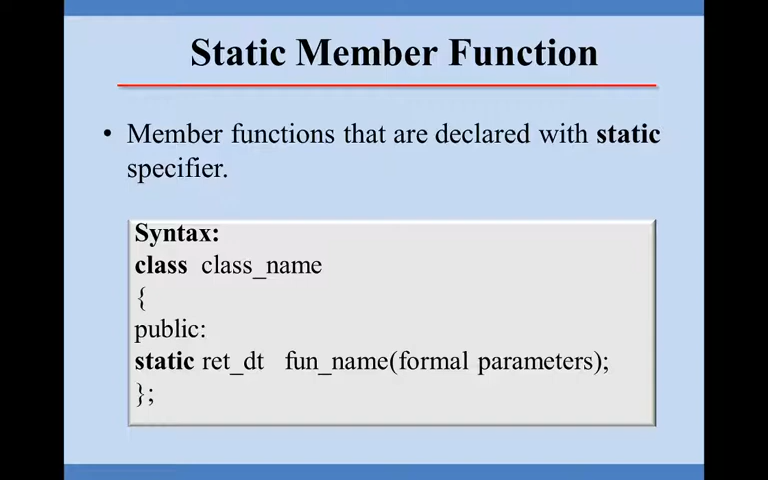 Static Member Function
• Member functions that are declared with static
specifier.
Syntax:
class class_name
{
public:
static ret_dt fun_name(formal parameters);
};